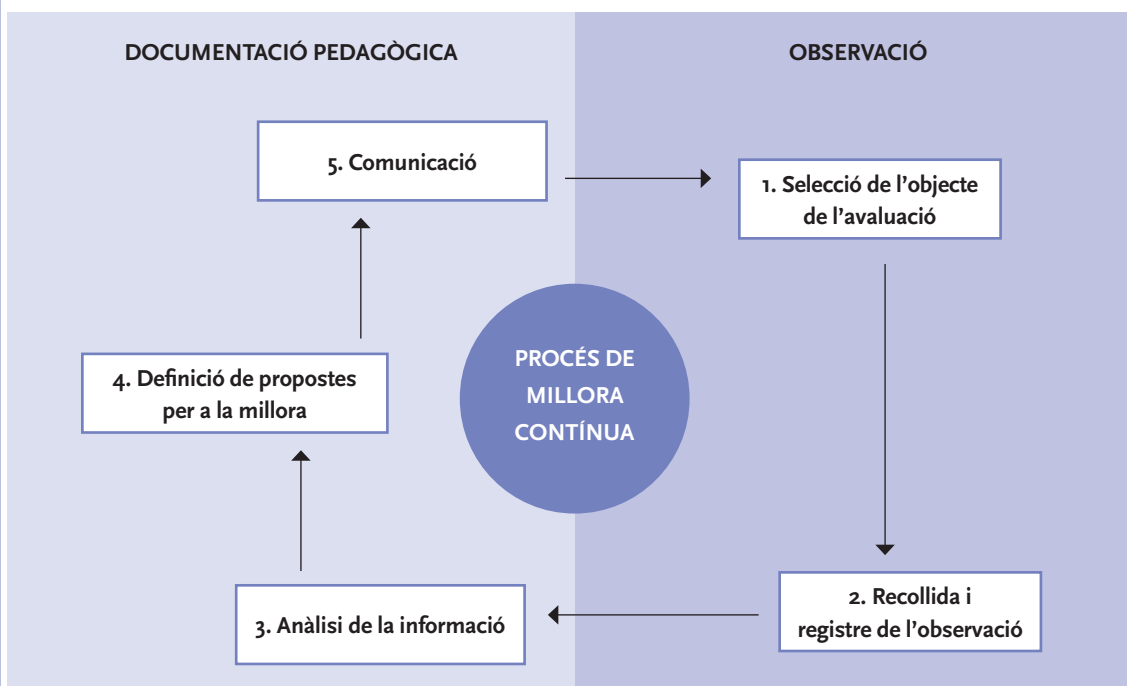 DOCUMENTACIÓ PEDAGÒGICA
OBSERVACIÓ
5. Comunicació
1. Selecció de l’objecte
de l’avaluació
PROCÉS DE
MILLORA
CONTÍNUA
4. Definició de propostes
per a la millora
3. Anàlisi de la informació
2. Recollida i
registre de l’observació